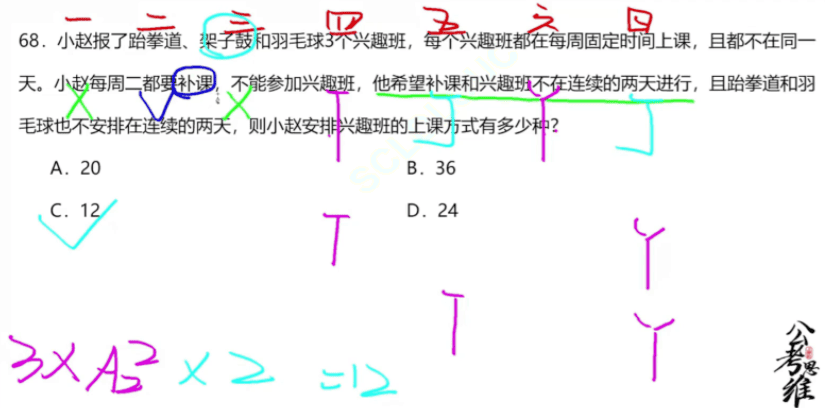 一 二 三 四 五 六 日
68. 小赵报了跆拳道、架子鼓和羽毛球3个兴趣班，每个兴趣班都在每周固定时间上课，且都不在同一
天。小赵每周二都要补课，不能参加兴趣班，他希望补课和兴趣班不在连续的两天进行，且跆拳道和羽
X √ X T J Y J
毛球也不安排在连续的两天，则小赵安排兴趣班的上课方式有多少种？
A. 20 B. 36
C. 12 D. 24
T Y
T Y
3×A₂² ×2 =12
公考思维